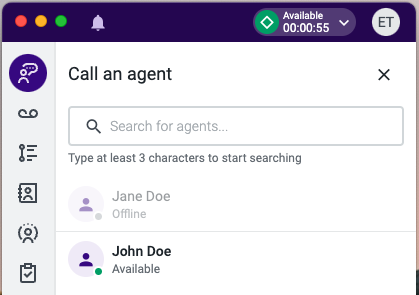 Available
00:00:55
ET
Call an agent
Search for agents...
Type at least 3 characters to start searching
Jane Doe
Offline
John Doe
Available